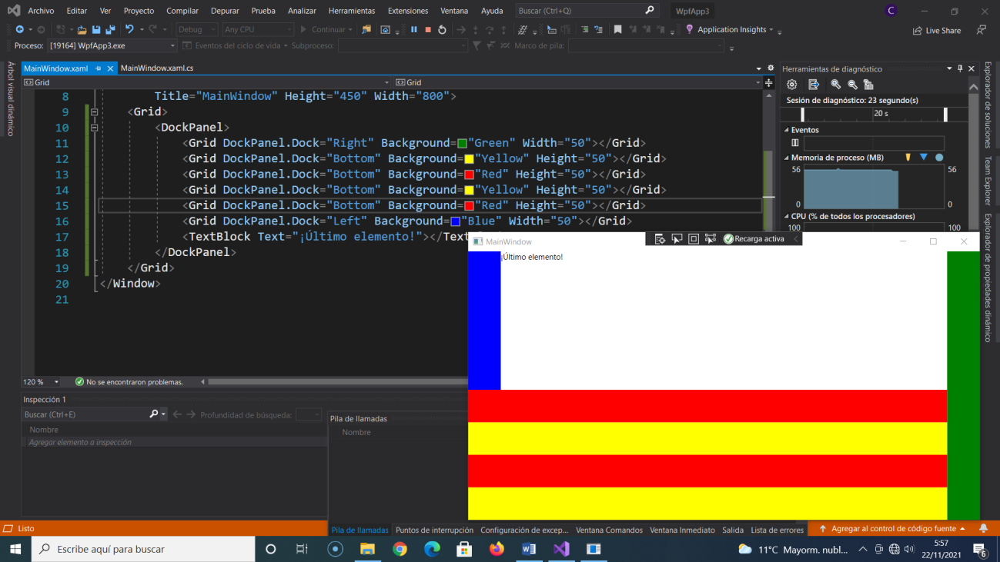 Archivo Editar Ver Proyecto Compilar Depurar Prueba Analizar Herramientas Extensiones Ventana Ayuda Buscar (Ctrl+Q) WpfApp3 C
Debug Any CPU Continuar Application Insights Live Share
Proceso: [19164] WpfApp3.exe Eventos del ciclo de vida Subproceso: Marco de pila:
Árbol visual dinámico
MainWindow.xaml MainWindow.xaml.cs
Grid Grid
8 Title="MainWindow" Height="450" Width="800">
9 <Grid>
10 <DockPanel>
11 <Grid DockPanel.Dock="Right" Background="Green" Width="50"></Grid>
12 <Grid DockPanel.Dock="Bottom" Background="Yellow" Height="50"></Grid>
13 <Grid DockPanel.Dock="Bottom" Background="Red" Height="50"></Grid>
14 <Grid DockPanel.Dock="Bottom" Background="Yellow" Height="50"></Grid>
15 <Grid DockPanel.Dock="Bottom" Background="Red" Height="50"></Grid>
16 <Grid DockPanel.Dock="Left" Background="Blue" Width="50"></Grid>
17 <TextBlock Text="¡Último elemento!"></Text
18 </DockPanel>
19 </Grid>
20 </Window>
21
Herramientas de diagnóstico
Sesión de diagnóstico: 23 segundo(s)
20 s
Eventos
Memoria de proceso (MB)
56 56
0 0
CPU (% de todos los procesadores)
100 100
Explorador de soluciones
Team Explorer
Explorador de propiedades dinámico
MainWindow Recarga activa
¡Último elemento!
120 % No se encontraron problemas.
Inspección 1
Buscar (Ctrl+E) Profundidad de búsqueda:
Nombre
Agregar elemento a inspección
Pila de llamadas
Nombre
Pila de llamadas Puntos de interrupción Configuración de excep... Ventana Comandos Ventana Inmediato Salida Lista de errores
Listo Agregar al control de código fuente
Escribe aquí para buscar
11°C Mayorm. nubl...
5:57
22/11/2021
6